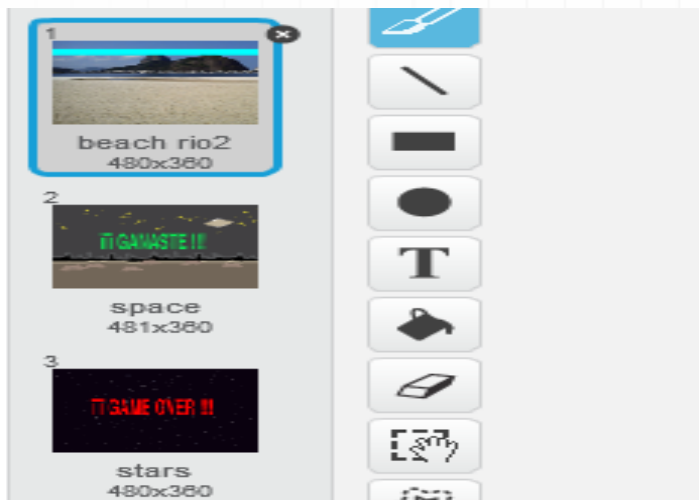 1
beach rio2
480x360
2
¡¡¡ GANASTE !!!
space
481x360
3
¡¡¡ GAME OVER !!!
stars
480x360
T